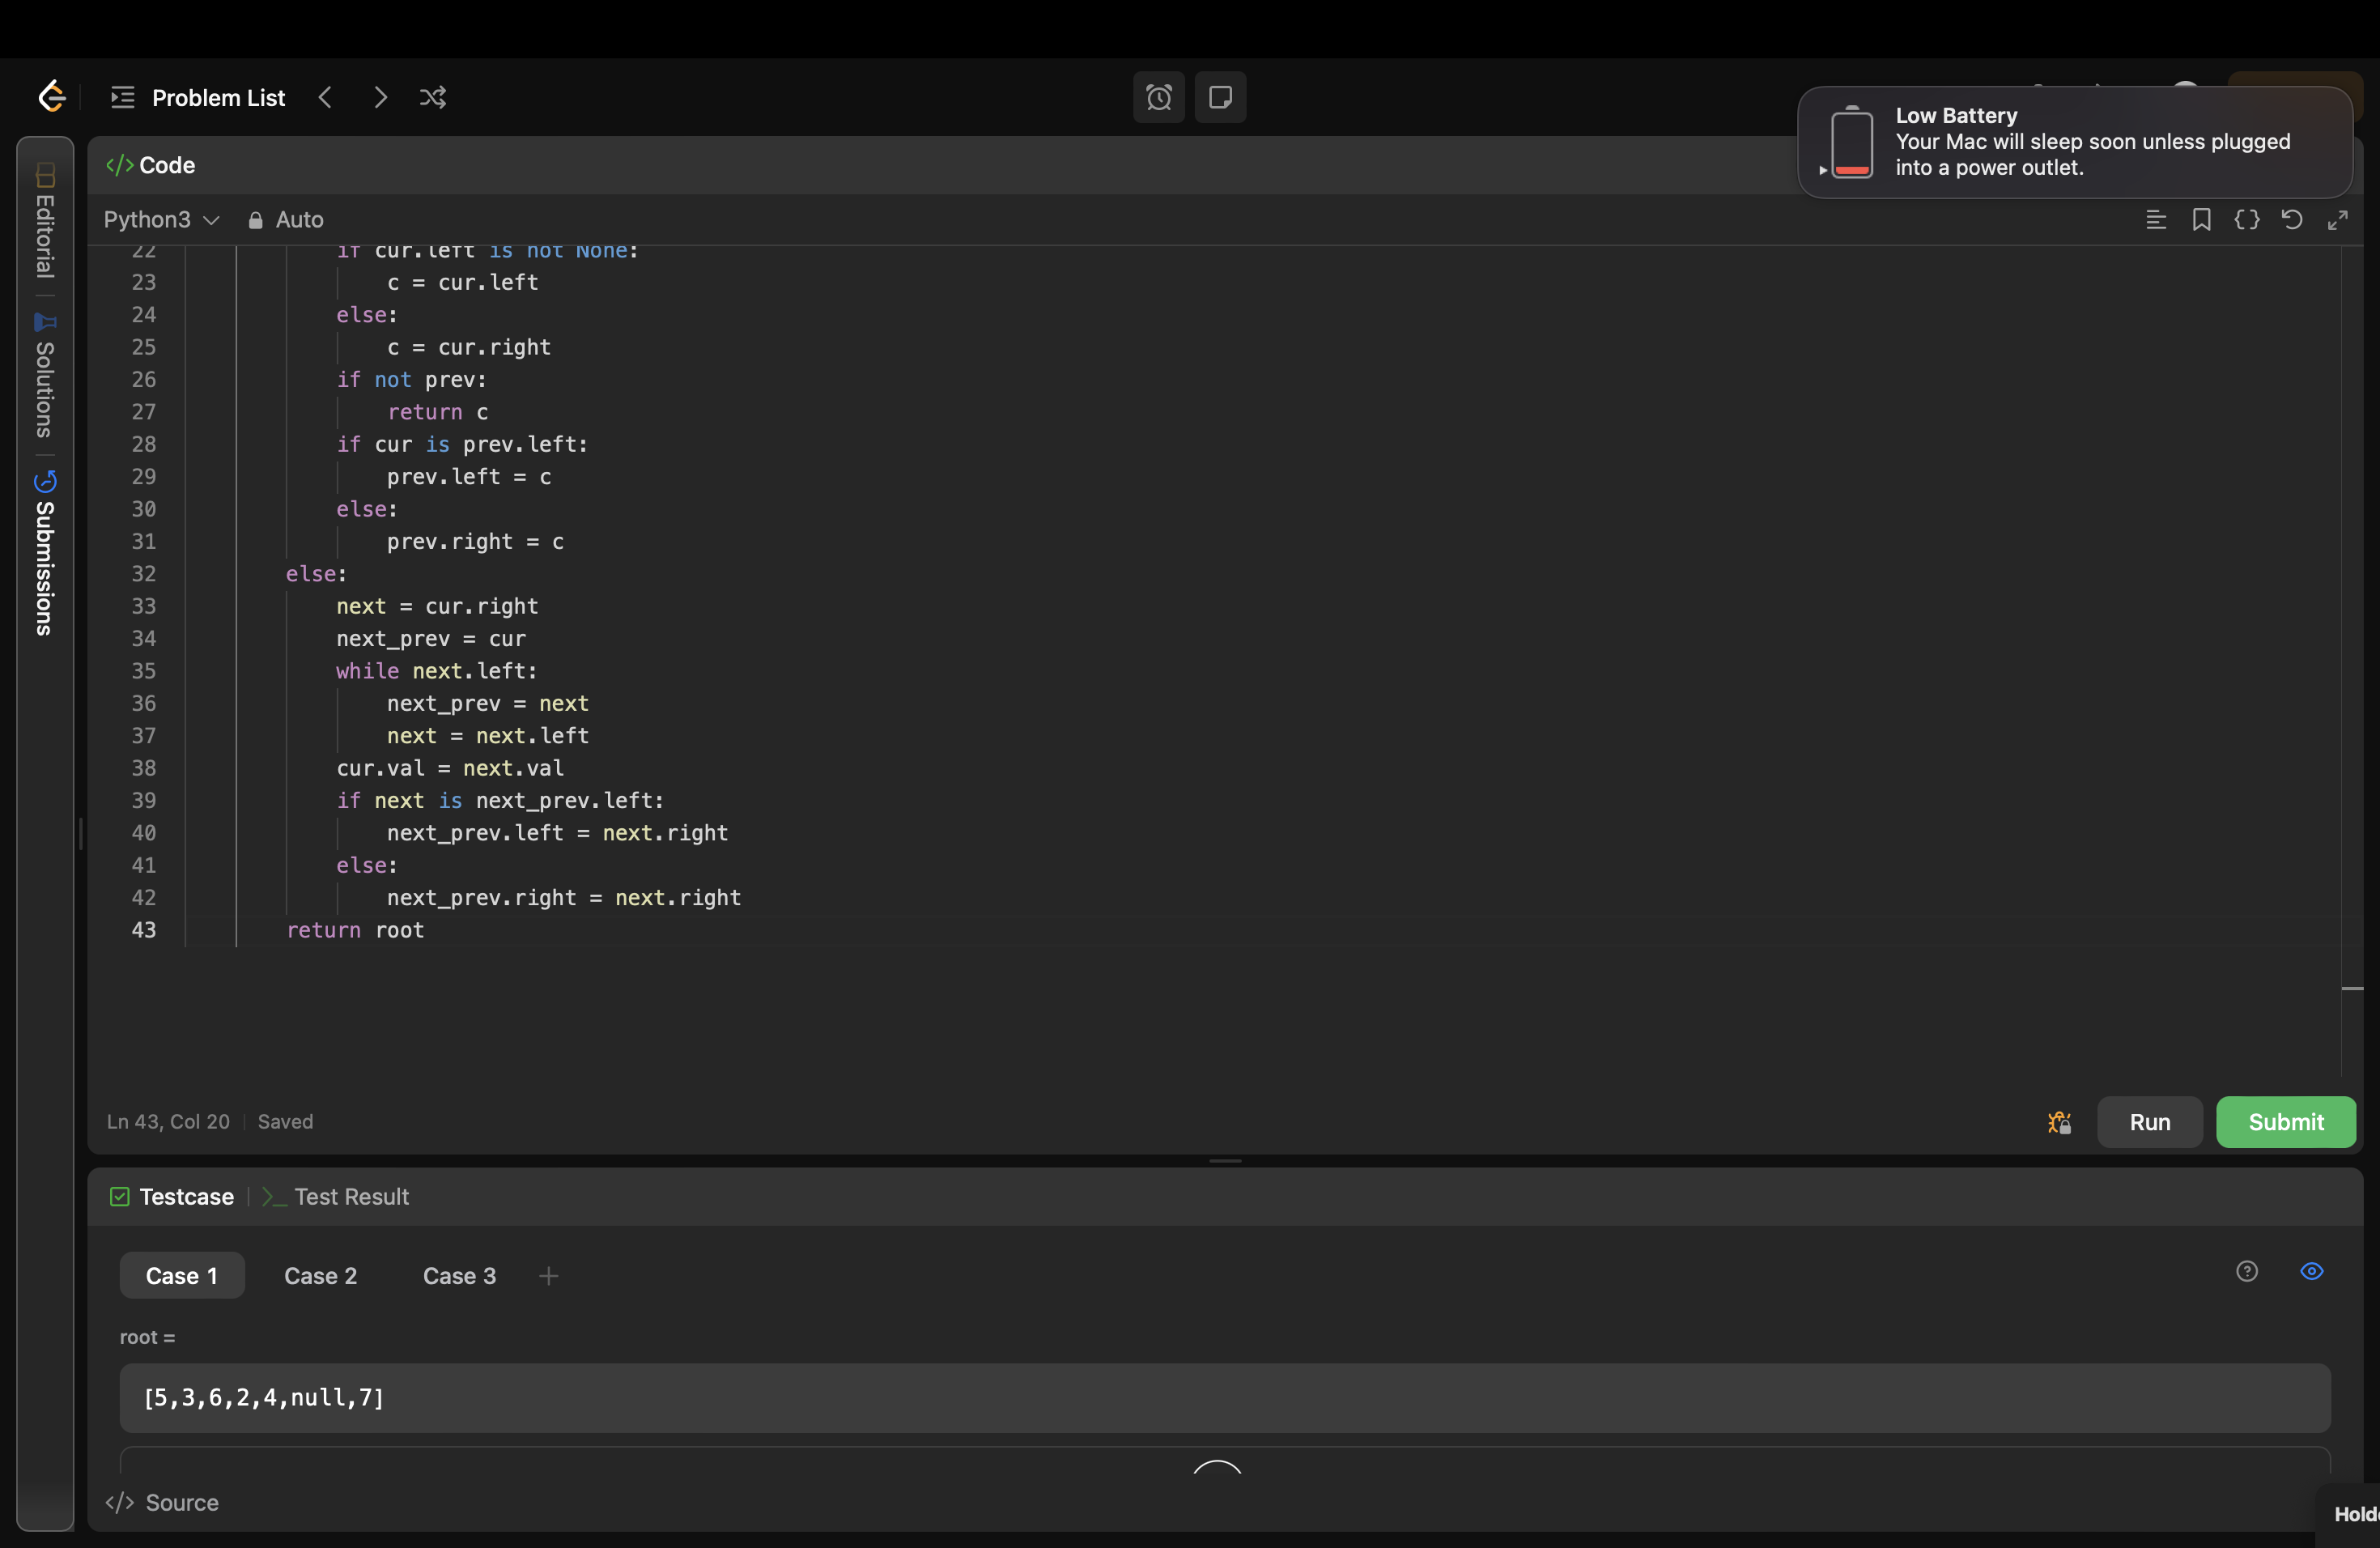 Problem List
Low Battery
Your Mac will sleep soon unless plugged
into a power outlet.
Editorial
Solutions
Submissions
</> Code
Python3 Auto
22 if cur.left is not None:
23 c = cur.left
24 else:
25 c = cur.right
26 if not prev:
27 return c
28 if cur is prev.left:
29 prev.left = c
30 else:
31 prev.right = c
32 else:
33 next = cur.right
34 next_prev = cur
35 while next.left:
36 next_prev = next
37 next = next.left
38 cur.val = next.val
39 if next is next_prev.left:
40 next_prev.left = next.right
41 else:
42 next_prev.right = next.right
43 return root
Ln 43, Col 20 Saved
Run Submit
Testcase >_ Test Result
Case 1 Case 2 Case 3 +
root =
[5,3,6,2,4,null,7]
</> Source